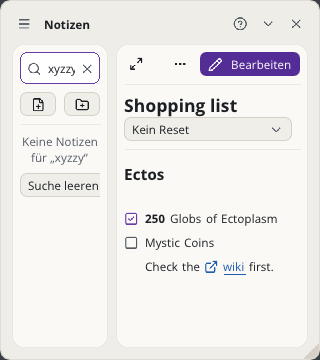 Notizen
xyzzy
Keine Notizen
für „xyzzy“
Suche leeren
Bearbeiten
Shopping list
Kein Reset
Ectos
250 Globs of Ectoplasm
Mystic Coins
Check the wiki first.